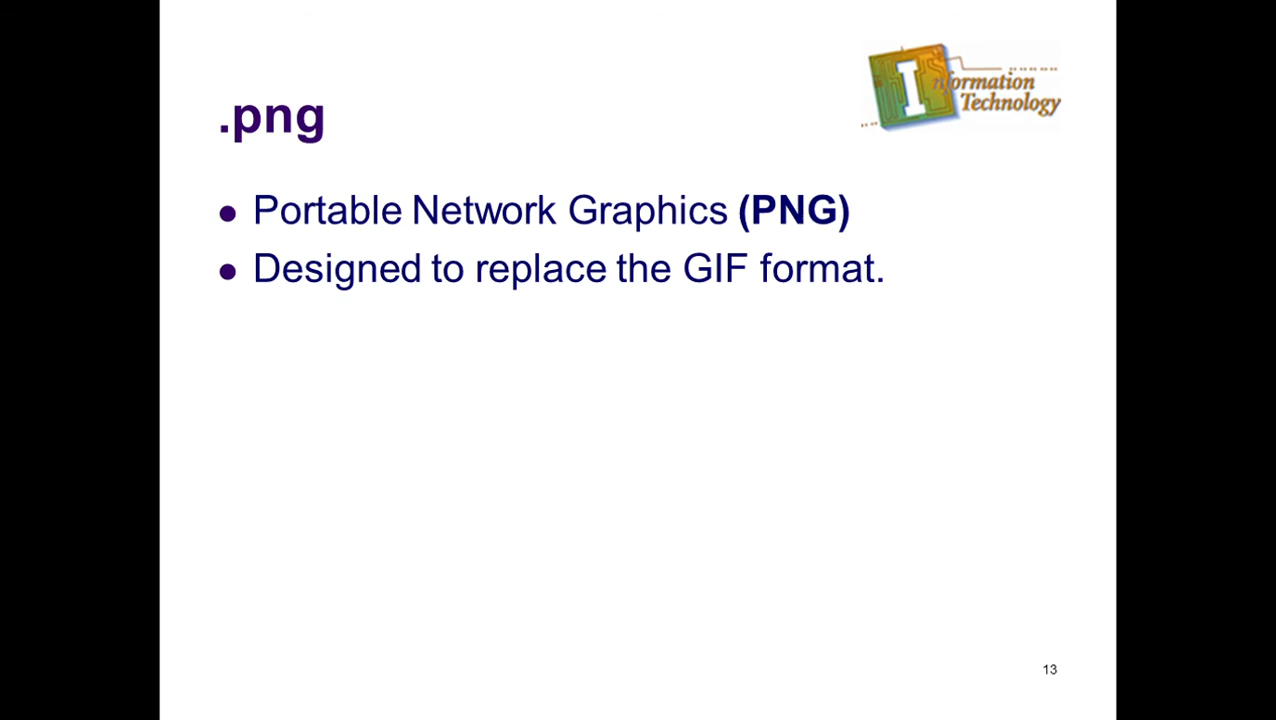 Information
Technology
.png
● Portable Network Graphics (PNG)
● Designed to replace the GIF format.
13